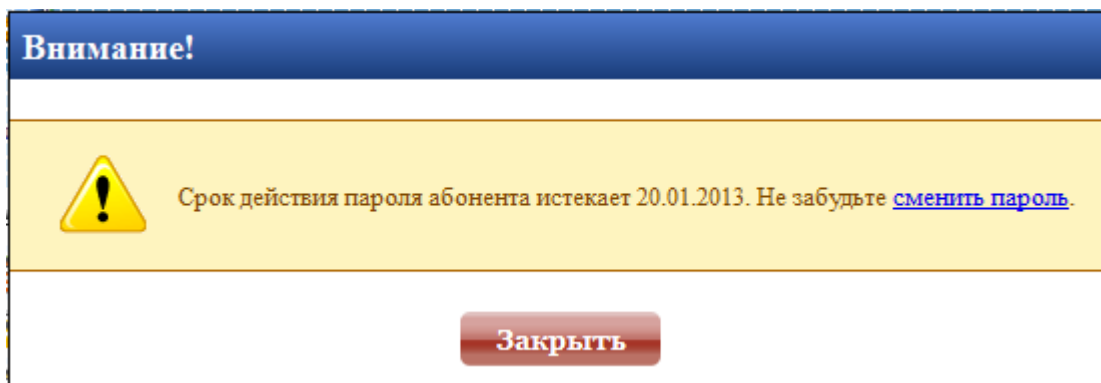 Внимание!
Срок действия пароля абонента истекает 20.01.2013. Не забудьте сменить пароль.
Закрыть